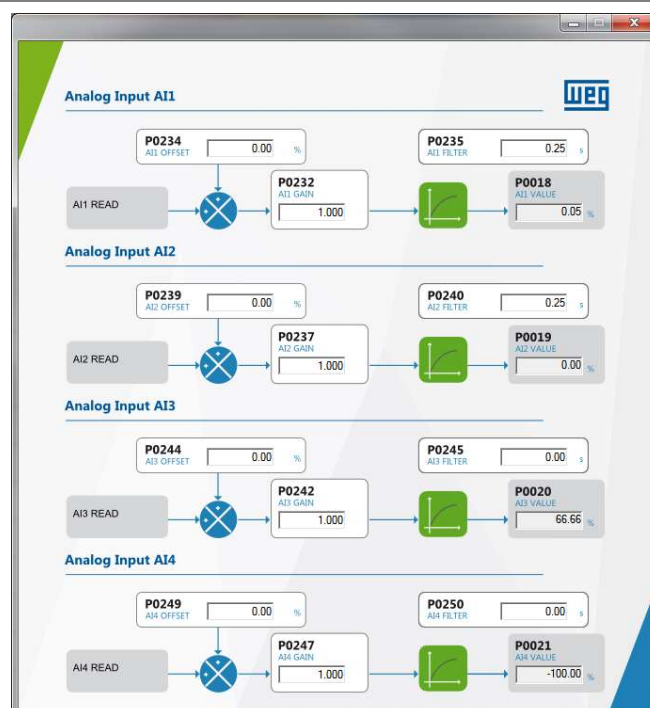 Analog Input AI1
weg
P0234
AI1 OFFSET 0.00 %
P0235
AI1 FILTER 0.25 s
AI1 READ
P0232
AI1 GAIN
1.000
P0018
AI1 VALUE
0.05 %
Analog Input AI2
P0239
AI2 OFFSET 0.00 %
P0240
AI2 FILTER 0.25 s
AI2 READ
P0237
AI2 GAIN
1.000
P0019
AI2 VALUE
0.00 %
Analog Input AI3
P0244
AI3 OFFSET 0.00 %
P0245
AI3 FILTER 0.00 s
AI3 READ
P0242
AI3 GAIN
1.000
P0020
AI3 VALUE
66.66 %
Analog Input AI4
P0249
AI4 OFFSET 0.00 %
P0250
AI4 FILTER 0.00 s
AI4 READ
P0247
AI4 GAIN
1.000
P0021
AI4 VALUE
-100.00 %